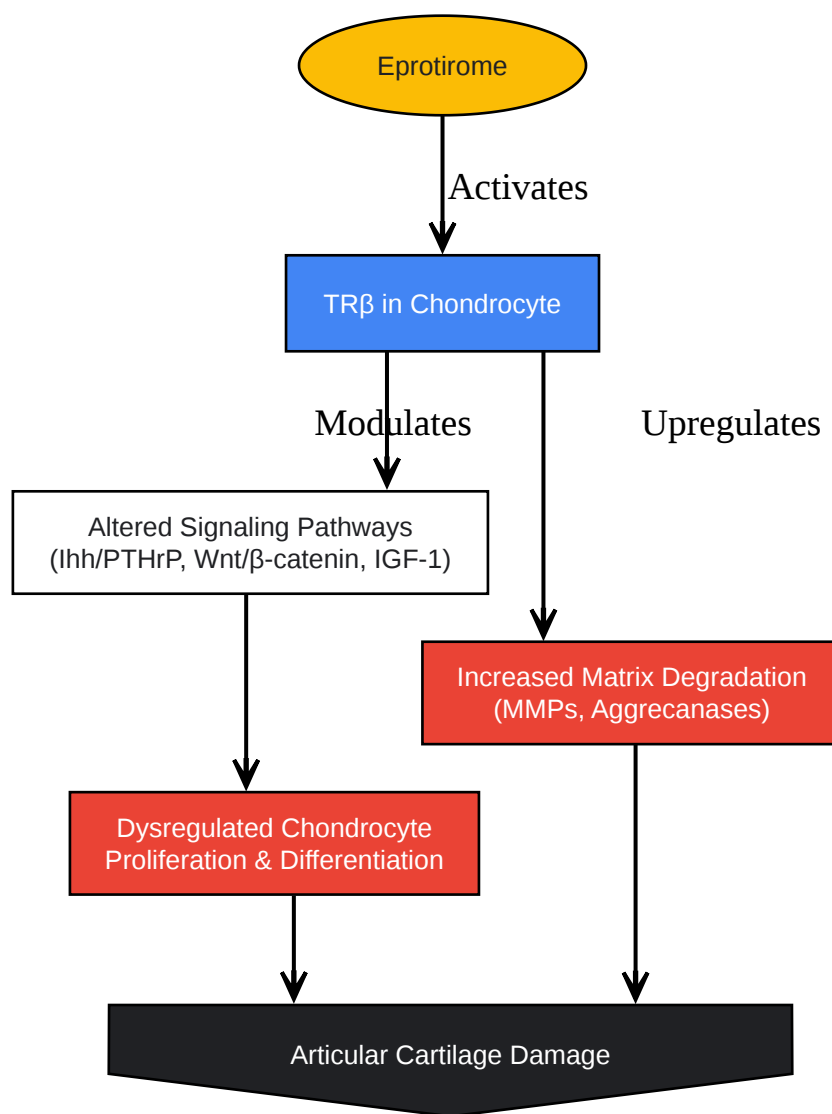 Eprotirome
Activates
TRβ in Chondrocyte
Modulates
Upregulates
Altered Signaling Pathways
(Ihh/PTHrP, Wnt/β-catenin, IGF-1)
Increased Matrix Degradation
(MMPs, Aggrecanases)
Dysregulated Chondrocyte
Proliferation & Differentiation
Articular Cartilage Damage